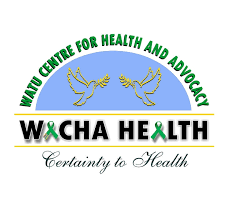 WATU CENTRE FOR HEALTH AND ADVOCACY
WACHA HEALTH
Certainty to Health